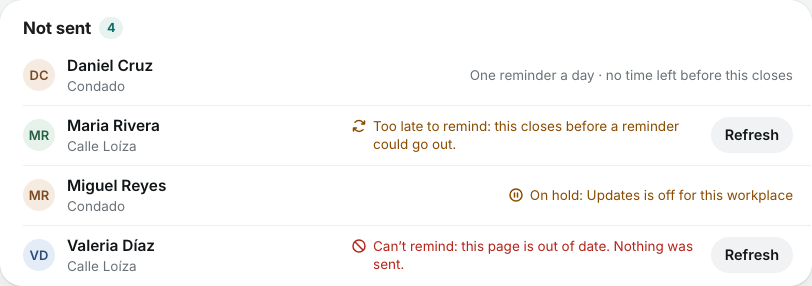 Not sent 4
DC Daniel Cruz
Condado
One reminder a day · no time left before this closes
MR Maria Rivera
Calle Loíza
Too late to remind: this closes before a reminder
could go out.
Refresh
MR Miguel Reyes
Condado
On hold: Updates is off for this workplace
VD Valeria Díaz
Calle Loíza
Can’t remind: this page is out of date. Nothing was
sent.
Refresh